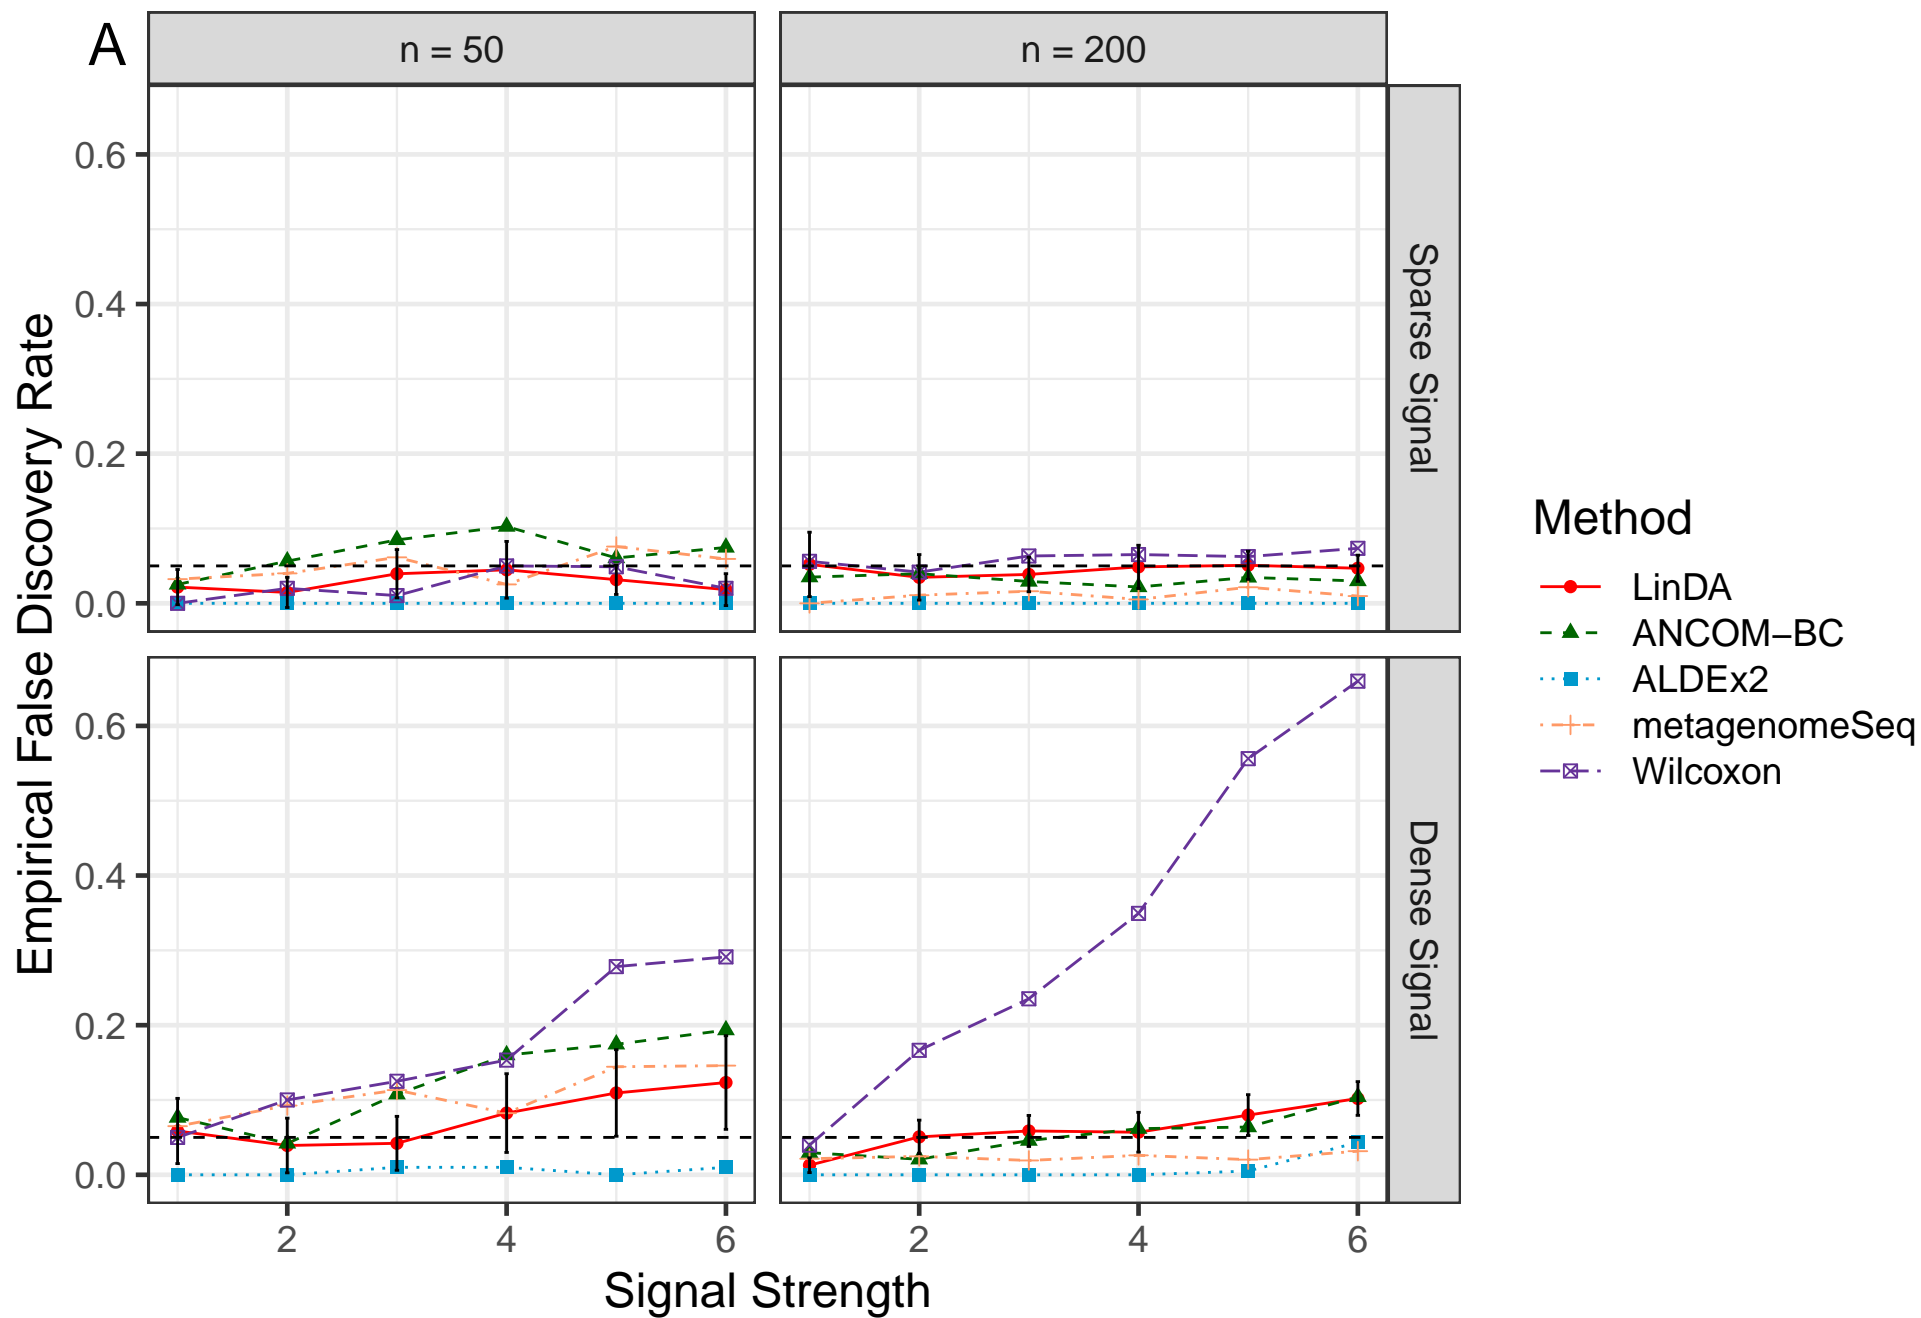 A
n = 50
n = 200
Empirical False Discovery Rate
0.6
0.4
0.2
0.0
Sparse Signal
0.6
0.4
0.2
0.0
Dense Signal
2
4
6
2
4
6
Signal Strength
Method
LinDA
ANCOM−BC
ALDEx2
metagenomeSeq
Wilcoxon